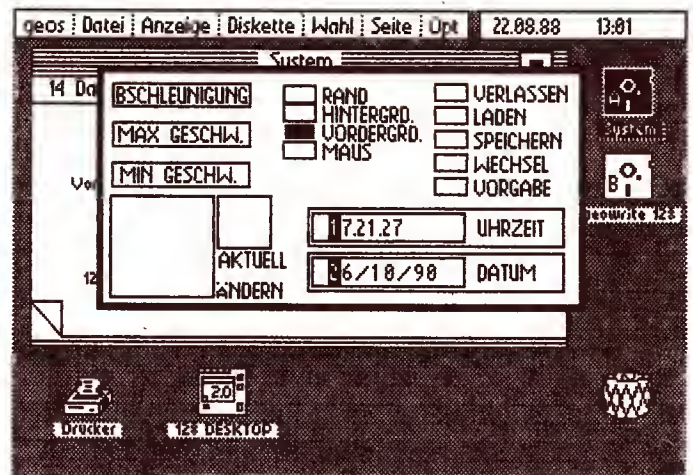 geos Datei Anzeige Diskette Wahl Seite Opt 22.08.88 13:01
System
14 Da
BSCHLEUNIGUNG
MAX GESCHW.
MIN GESCHW.
RAND
HINTERGRD.
VORDERGRD.
MAUS
VERLASSEN
LADEN
SPEICHERN
WECHSEL
VORGABE
Vor
12
AKTUELL
ÄNDERN
17.21.27 UHRZEIT
06/10/90 DATUM
A
System
B
geowrite 128
Drucker
2.0
128 DESKTOP